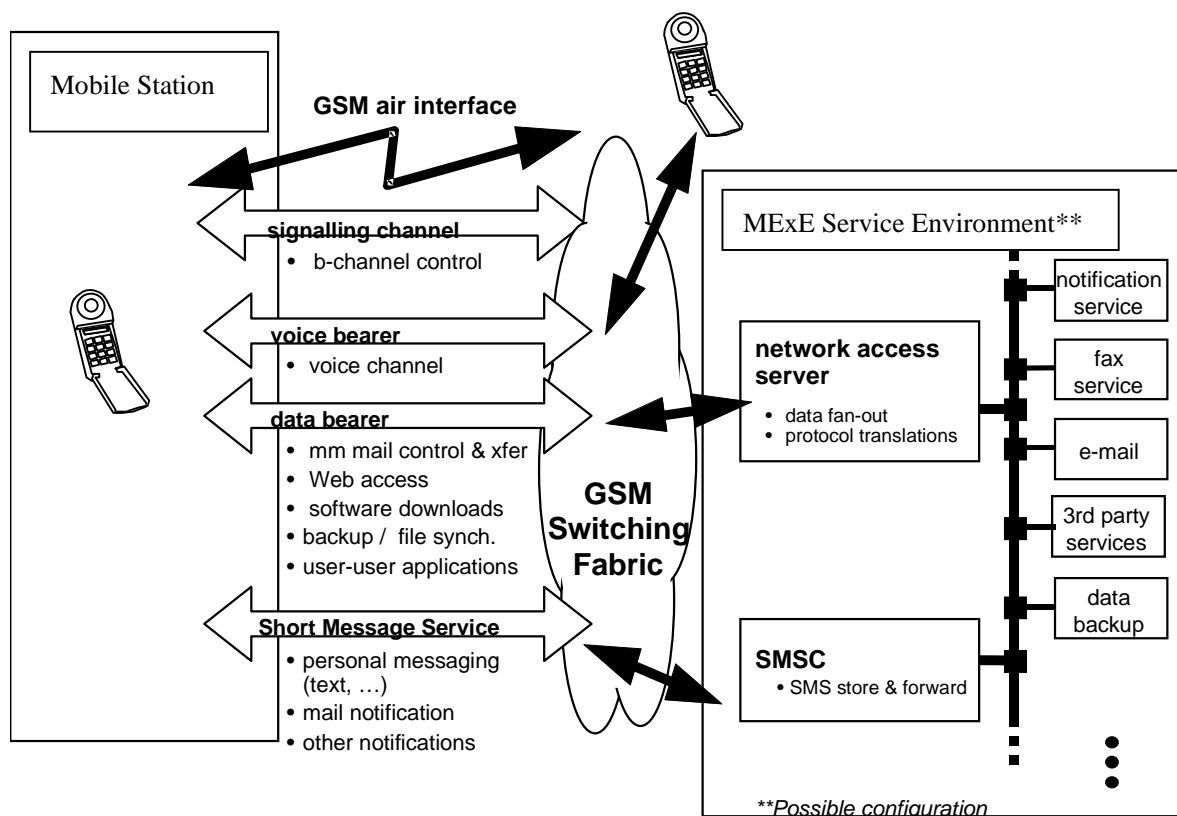 Mobile Station
GSM air interface
signalling channel
• b-channel control
voice bearer
• voice channel
data bearer
• mm mail control & xfer
• Web access
• software downloads
• backup / file synch.
• user-user applications
Short Message Service
• personal messaging
(text, …)
• mail notification
• other notifications
GSM
Switching
Fabric
MExE Service Environment**
network access
server
• data fan-out
• protocol translations
SMSC
• SMS store & forward
notification
service
fax
service
e-mail
3rd party
services
data
backup
**Possible configuration